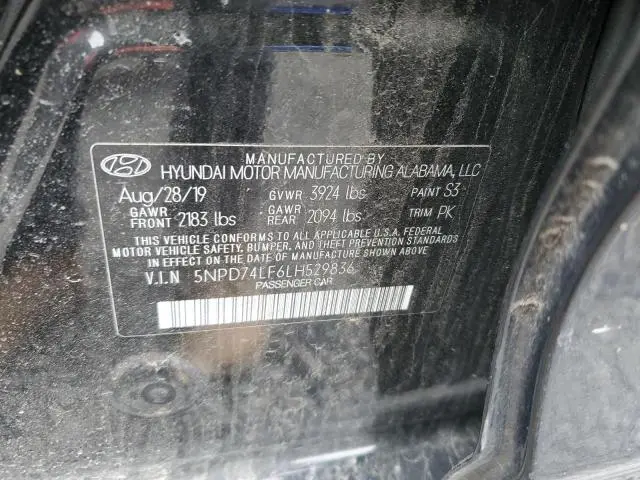 MANUFACTURED BY
HYUNDAI MOTOR MANUFACTURING ALABAMA, LLC
Aug/28/19 GVWR 3924 lbs PAINT S3
GAWR FRONT 2183 lbs GAWR REAR 2094 lbs TRIM PK
THIS VEHICLE CONFORMS TO ALL APPLICABLE U.S.A. FEDERAL
MOTOR VEHICLE SAFETY, BUMPER, AND THEFT PREVENTION STANDARDS
IN EFFECT ON THE DATE OF MANUFACTURE SHOWN ABOVE
V.I.N 5NPD74LF6LH529836
PASSENGER CAR